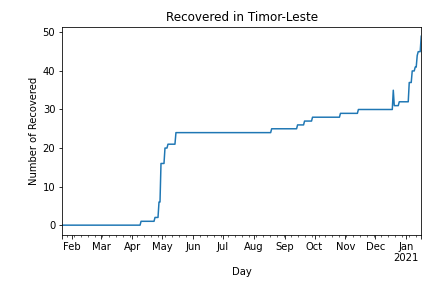 Recovered in Timor-Leste
50
40
30
20
10
0
Number of Recovered
Feb Mar Apr May Jun Jul Aug Sep Oct Nov Dec Jan
2021
Day